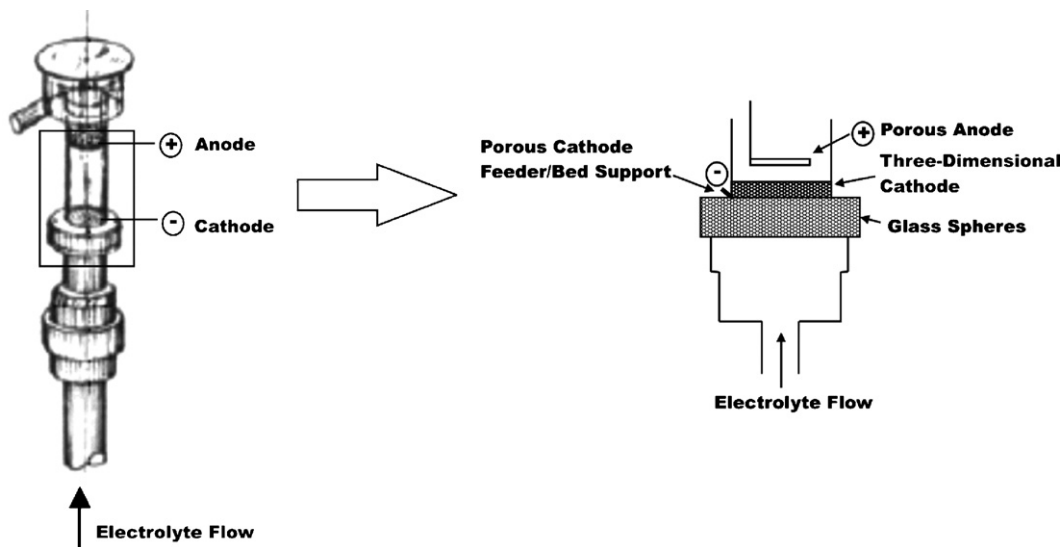 + Anode
- Cathode
Electrolyte Flow
Porous Cathode
Feeder/Bed Support
-
+ Porous Anode
Three-Dimensional
Cathode
Glass Spheres
Electrolyte Flow